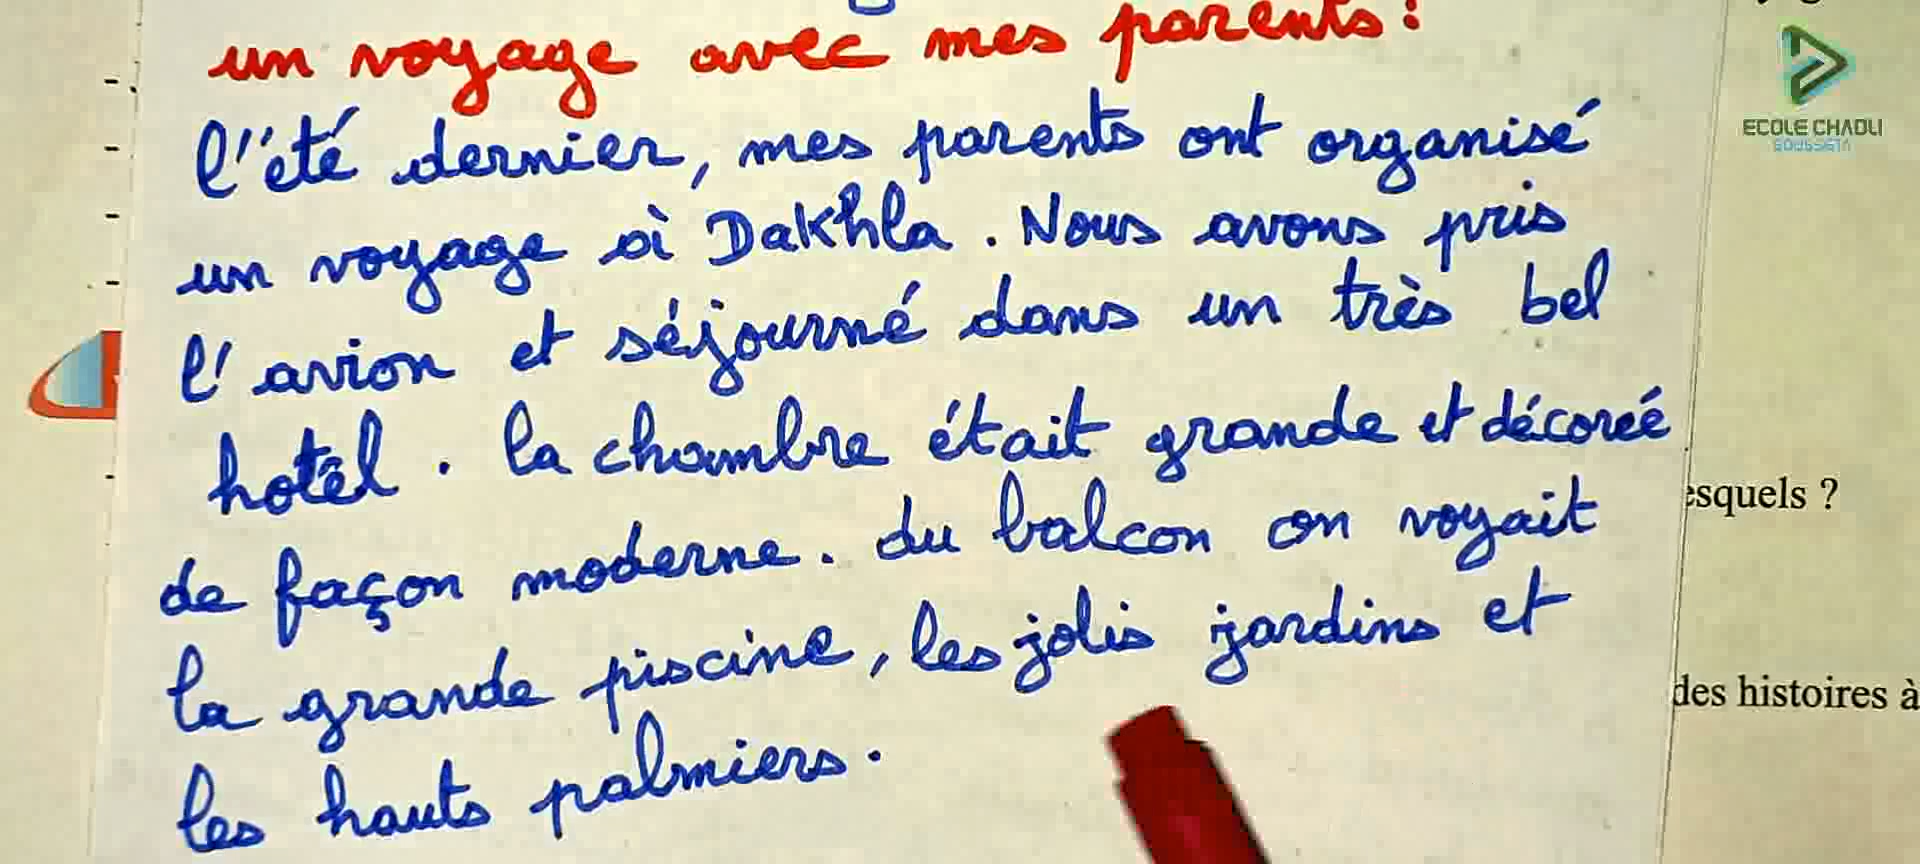 un voyage avec mes parents :
l''été dernier, mes parents ont organisé
un voyage à Dakhla. Nous avons pris
l'avion et séjourné dans un très bel
hotêl. la chambre était grande et décoreé
de façon moderne. du balcon on voyait
la grande piscine, les jolis jardins et
les hauts palmiers.
ECOLE CHADLI
esquels ?
des histoires à